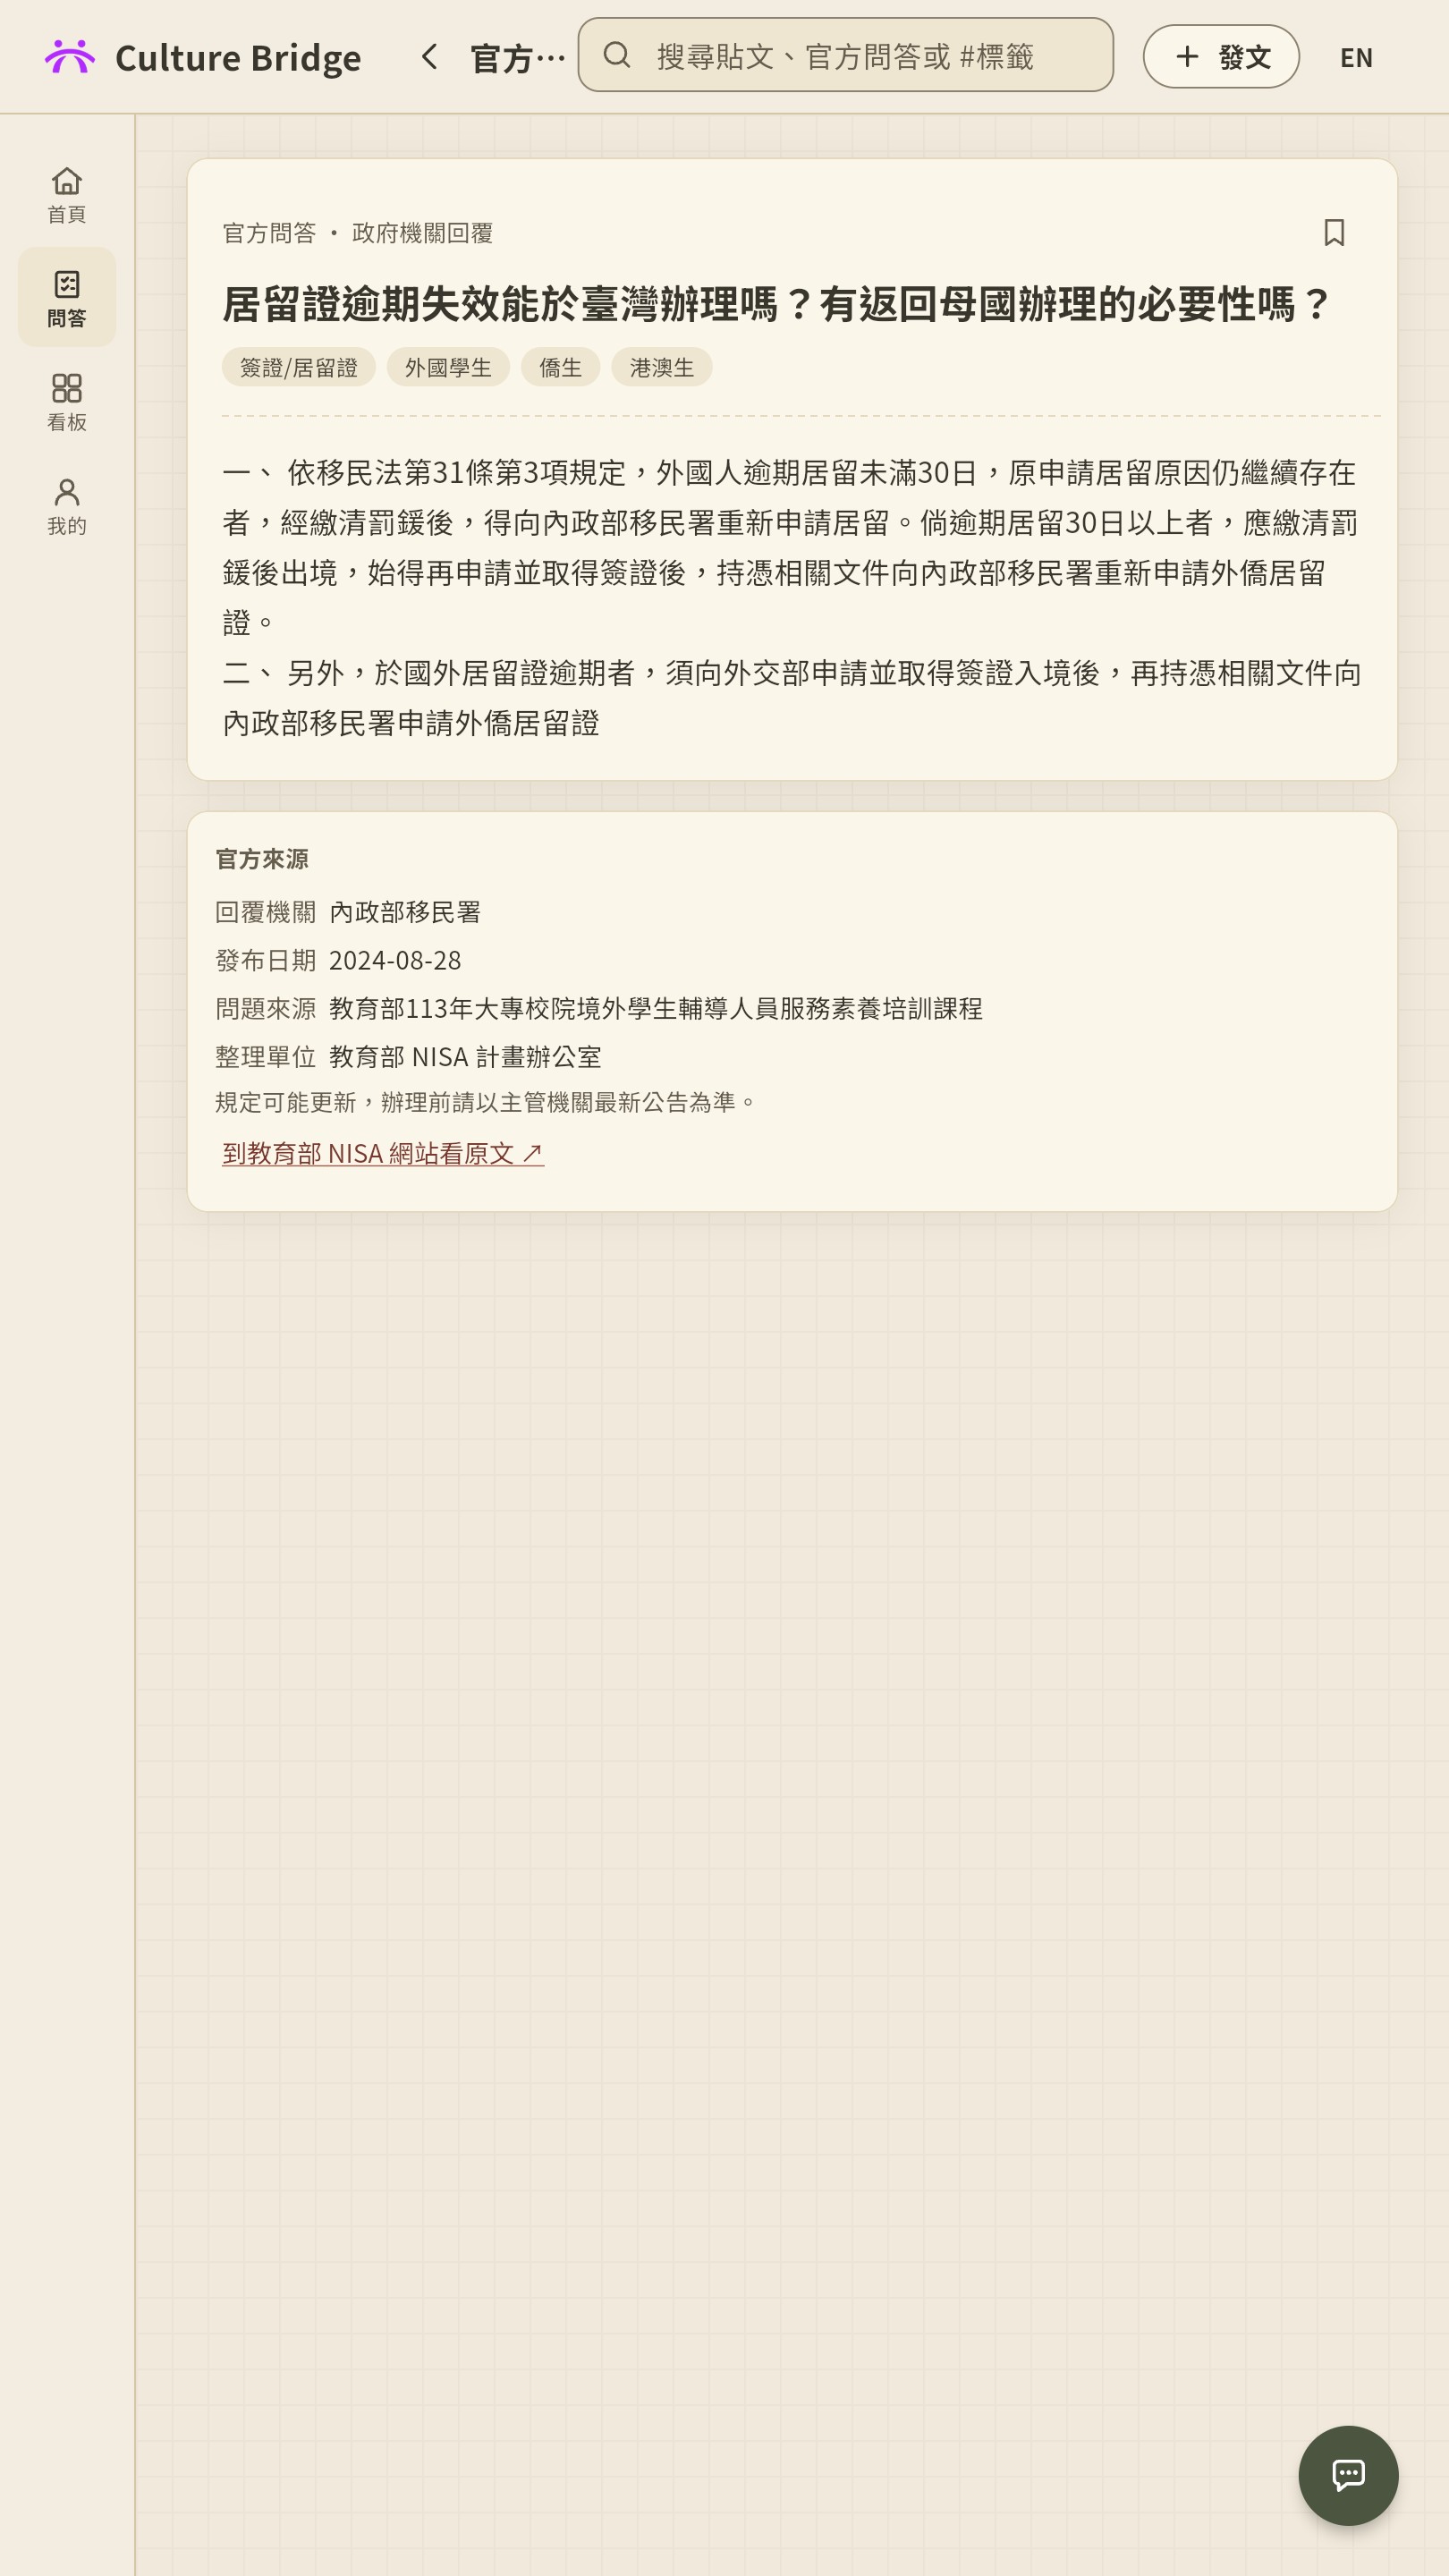 Culture Bridge
官方…
搜尋貼文、官方問答或 #標籤
發文
EN
首頁
問答
看板
我的
官方問答 · 政府機關回覆
居留證逾期失效能於臺灣辦理嗎？有返回母國辦理的必要性嗎？
簽證/居留證
外國學生
僑生
港澳生
一、 依移民法第31條第3項規定，外國人逾期居留未滿30日，原申請居留原因仍繼續存在
者，經繳清罰鍰後，得向內政部移民署重新申請居留。倘逾期居留30日以上者，應繳清罰
鍰後出境，始得再申請並取得簽證後，持憑相關文件向內政部移民署重新申請外僑居留
證。
二、 另外，於國外居留證逾期者，須向外交部申請並取得簽證入境後，再持憑相關文件向
內政部移民署申請外僑居留證
官方來源
回覆機關 內政部移民署
發布日期 2024-08-28
問題來源 教育部113年大專校院境外學生輔導人員服務素養培訓課程
整理單位 教育部 NISA 計畫辦公室
規定可能更新，辦理前請以主管機關最新公告為準。
到教育部 NISA 網站看原文 ↗